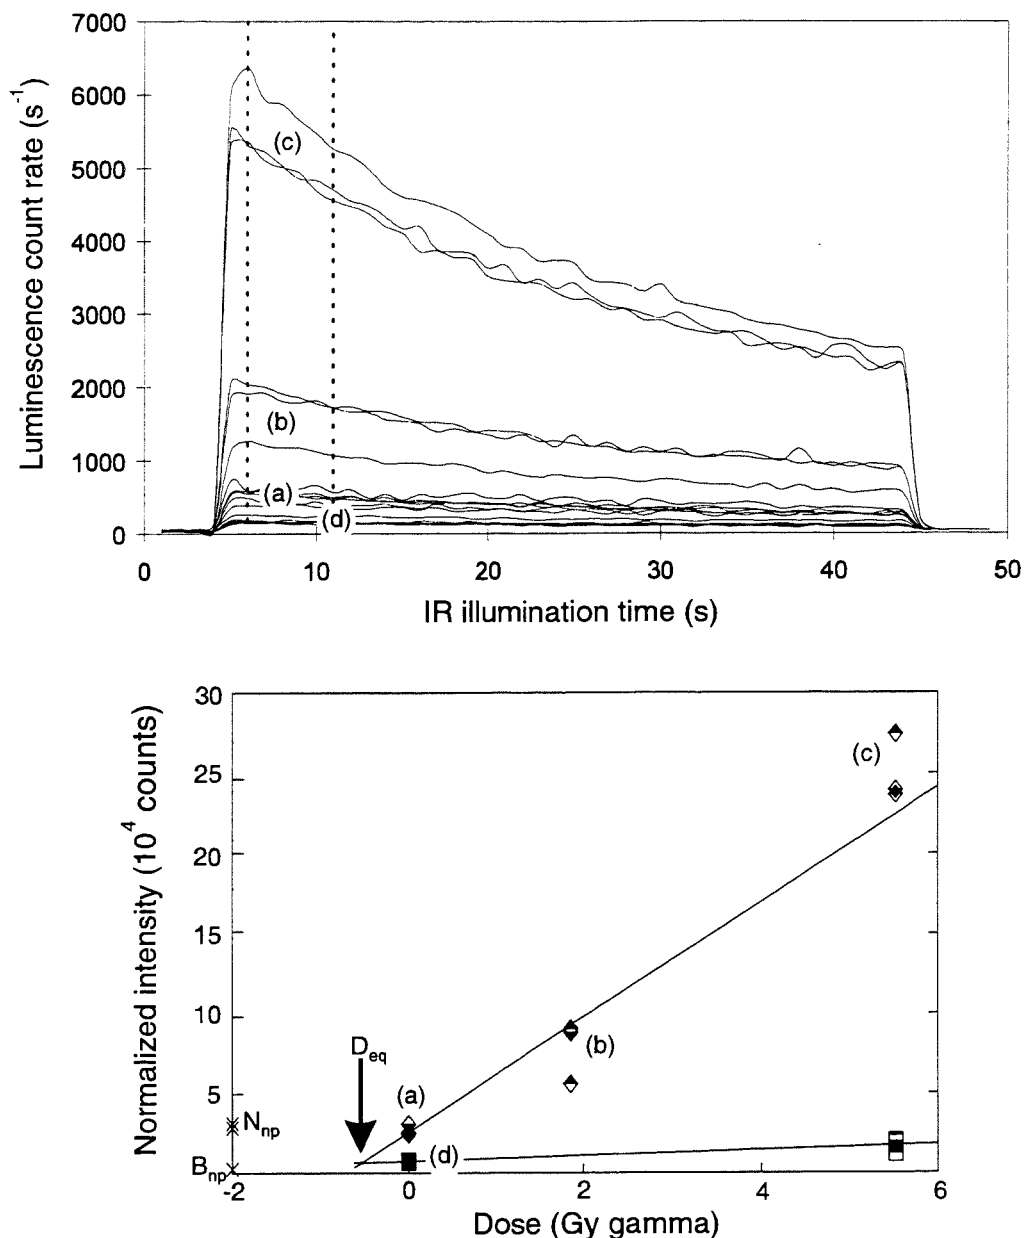 7000
6000
5000
4000
3000
2000
1000
0
Luminescence count rate (s⁻¹)
(c)
(b)
(a)
(d)
0 10 20 30 40 50
IR illumination time (s)
30
25
20
15
10
5
Normalized intensity (10⁴ counts)
(c)
(b)
D_eq
(a)
N_np
(d)
B_np
-2 0 2 4 6
Dose (Gy gamma)